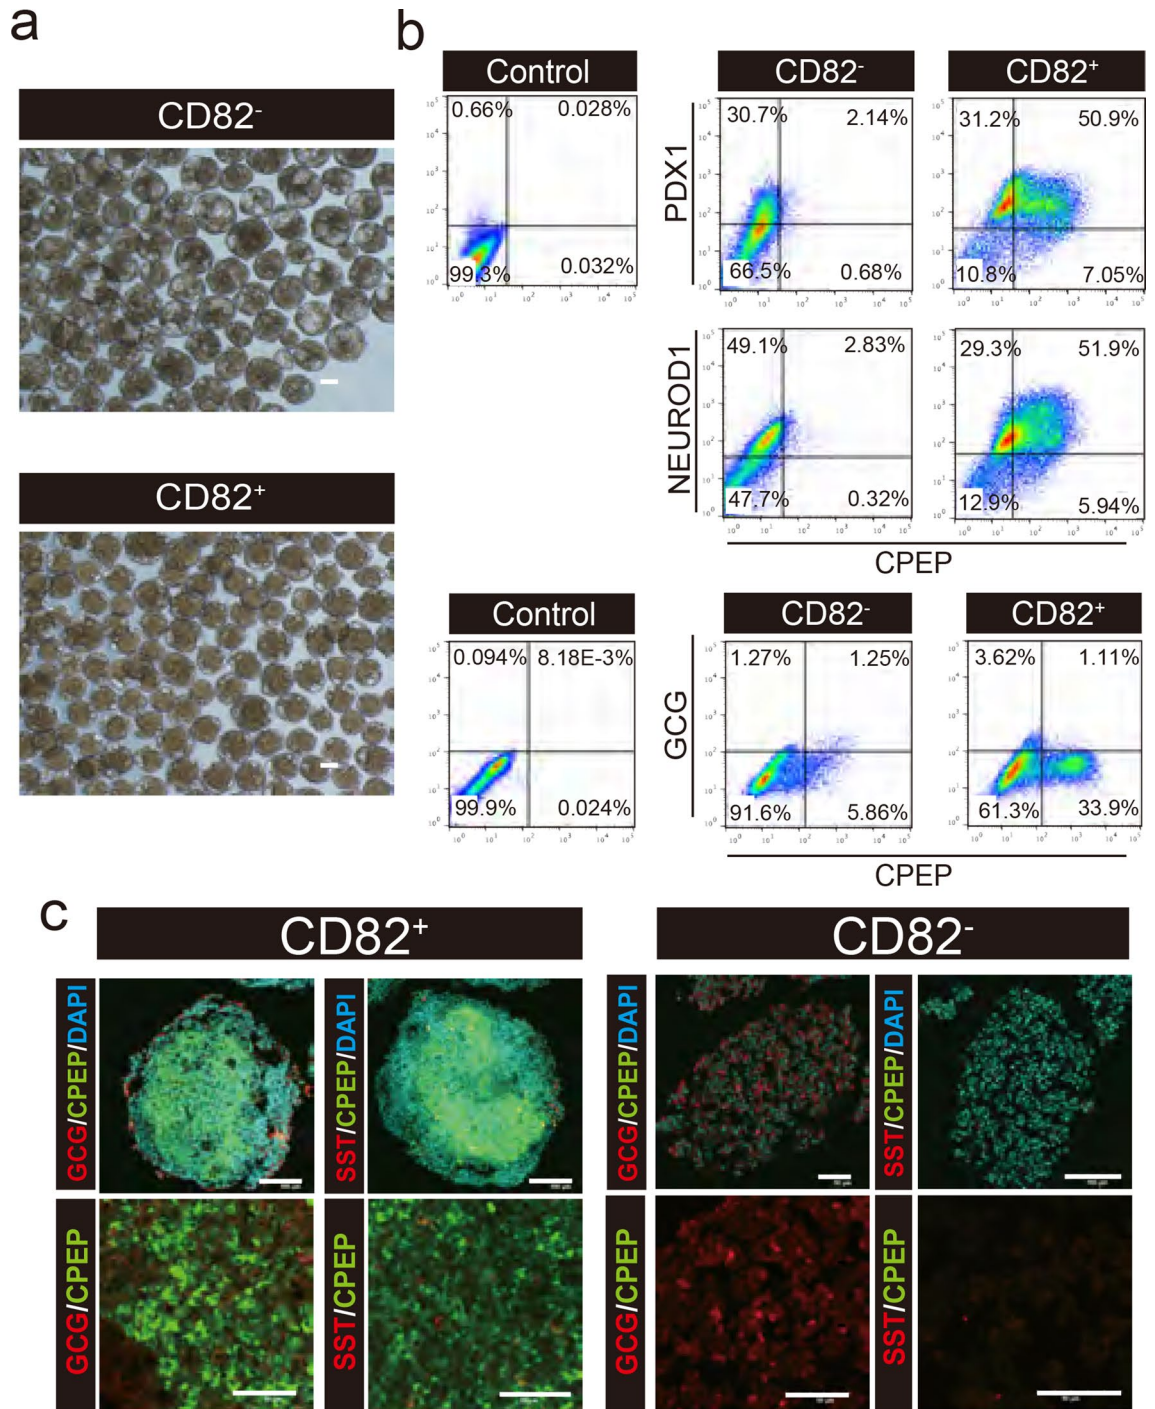 a
CD82-
CD82+
b
Control
CD82-
CD82+
0.66% 0.028%
99.3% 0.032%
PDX1
30.7% 2.14%
66.5% 0.68%
31.2% 50.9%
10.8% 7.05%
NEUROD1
49.1% 2.83%
47.7% 0.32%
29.3% 51.9%
12.9% 5.94%
CPEP
Control
CD82-
CD82+
0.094% 8.18E-3%
99.9% 0.024%
GCG
1.27% 1.25%
91.6% 5.86%
3.62% 1.11%
61.3% 33.9%
CPEP
c
CD82+
CD82-
GCG/CPEP/DAPI
SST/CPEP/DAPI
GCG/CPEP/DAPI
SST/CPEP/DAPI
GCG/CPEP
SST/CPEP
GCG/CPEP
SST/CPEP